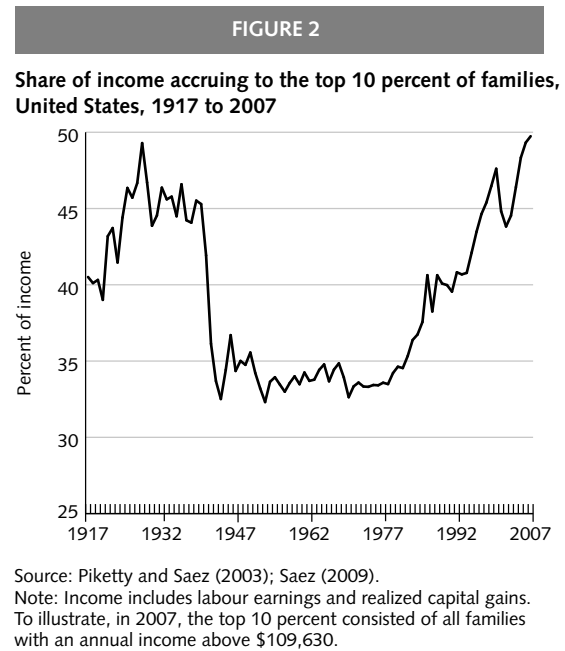 FIGURE 2
Share of income accruing to the top 10 percent of families,
United States, 1917 to 2007
50
45
40
35
30
25
Percent of income
1917 1932 1947 1962 1977 1992 2007
Source: Piketty and Saez (2003); Saez (2009).
Note: Income includes labour earnings and realized capital gains.
To illustrate, in 2007, the top 10 percent consisted of all families
with an annual income above $109,630.